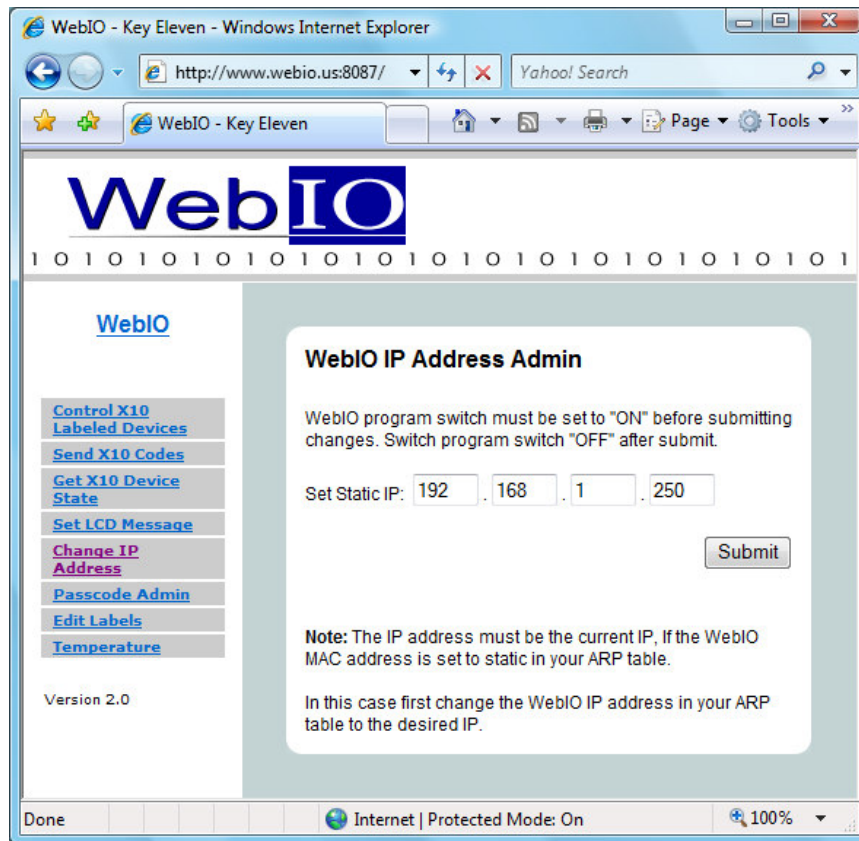 WebIO - Key Eleven - Windows Internet Explorer
http://www.webio.us:8087/
Yahoo! Search
WebIO - Key Eleven
Page
Tools
»
WebIO
1 0 1 0 1 0 1 0 1 0 1 0 1 0 1 0 1 0 1 0 1 0 1 0 1 0 1 0 1 0 1
WebIO
Control X10
Labeled Devices
Send X10 Codes
Get X10 Device
State
Set LCD Message
Change IP
Address
Passcode Admin
Edit Labels
Temperature
Version 2.0
WebIO IP Address Admin
WebIO program switch must be set to "ON" before submitting
changes. Switch program switch "OFF" after submit.
Set Static IP: 192 . 168 . 1 . 250
Submit
Note: The IP address must be the current IP, If the WebIO
MAC address is set to static in your ARP table.
In this case first change the WebIO IP address in your ARP
table to the desired IP.
Done
Internet | Protected Mode: On
100%